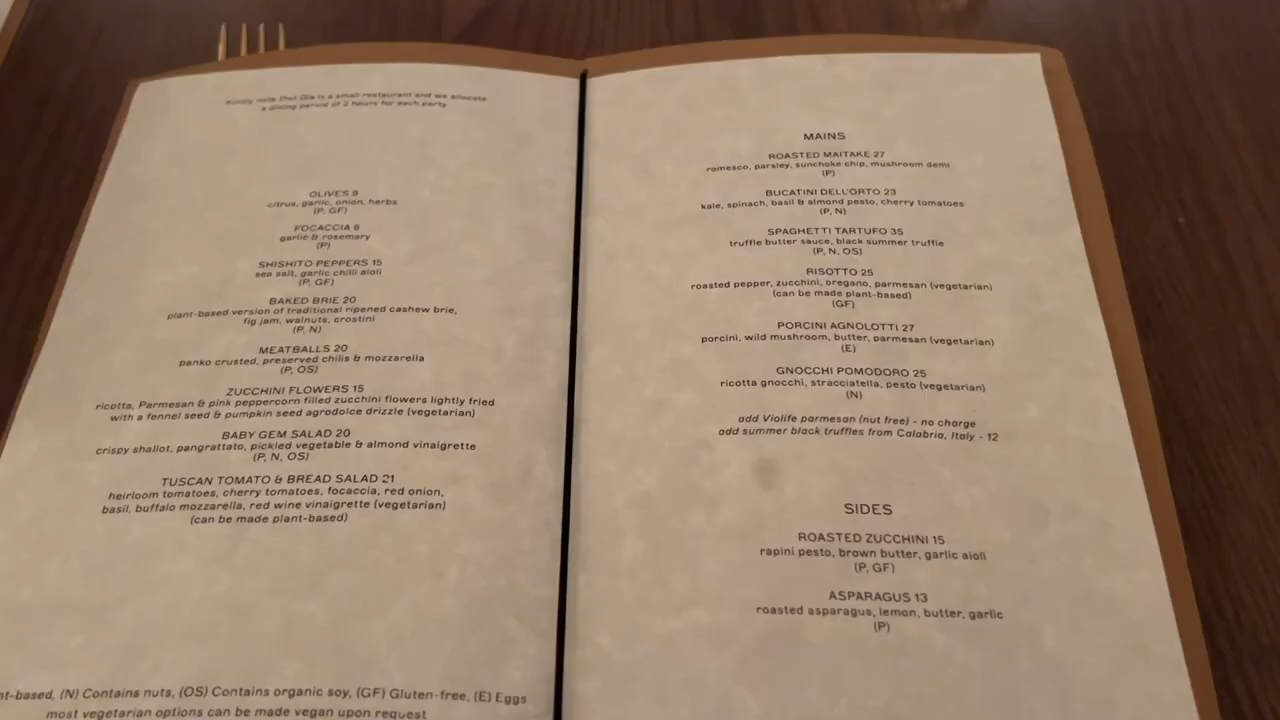 Kindly note that Gia is a small restaurant and we allocate
a dining period of 2 hours for each party
OLIVES 9
citrus, garlic, onion, herbs
(P, GF)
FOCACCIA 8
garlic & rosemary
(P)
SHISHITO PEPPERS 15
sea salt, garlic chilli aioli
(P, GF)
BAKED BRIE 20
plant-based version of traditional ripened cashew brie,
fig jam, walnuts, crostini
(P, N)
MEATBALLS 20
panko crusted, preserved chilis & mozzarella
(P, OS)
ZUCCHINI FLOWERS 15
ricotta, Parmesan & pink peppercorn filled zucchini flowers lightly fried
with a fennel seed & pumpkin seed agrodolce drizzle (vegetarian)
BABY GEM SALAD 20
crispy shallot, pangrattato, pickled vegetable & almond vinaigrette
(P, N, OS)
TUSCAN TOMATO & BREAD SALAD 21
heirloom tomatoes, cherry tomatoes, focaccia, red onion,
basil, buffalo mozzarella, red wine vinaigrette (vegetarian)
(can be made plant-based)
nt-based, (N) Contains nuts, (OS) Contains organic soy, (GF) Gluten-free, (E) Eggs
most vegetarian options can be made vegan upon request
MAINS
ROASTED MAITAKE 27
romesco, parsley, sunchoke chip, mushroom demi
(P)
BUCATINI DELL'ORTO 23
kale, spinach, basil & almond pesto, cherry tomatoes
(P, N)
SPAGHETTI TARTUFO 35
truffle butter sauce, black summer truffle
(P, N, OS)
RISOTTO 25
roasted pepper, zucchini, oregano, parmesan (vegetarian)
(can be made plant-based)
(GF)
PORCINI AGNOLOTTI 27
porcini, wild mushroom, butter, parmesan (vegetarian)
(E)
GNOCCHI POMODORO 25
ricotta gnocchi, stracciatella, pesto (vegetarian)
(N)
add Violife parmesan (nut free) - no charge
add summer black truffles from Calabria, Italy - 12
SIDES
ROASTED ZUCCHINI 15
rapini pesto, brown butter, garlic aioli
(P, GF)
ASPARAGUS 13
roasted asparagus, lemon, butter, garlic
(P)